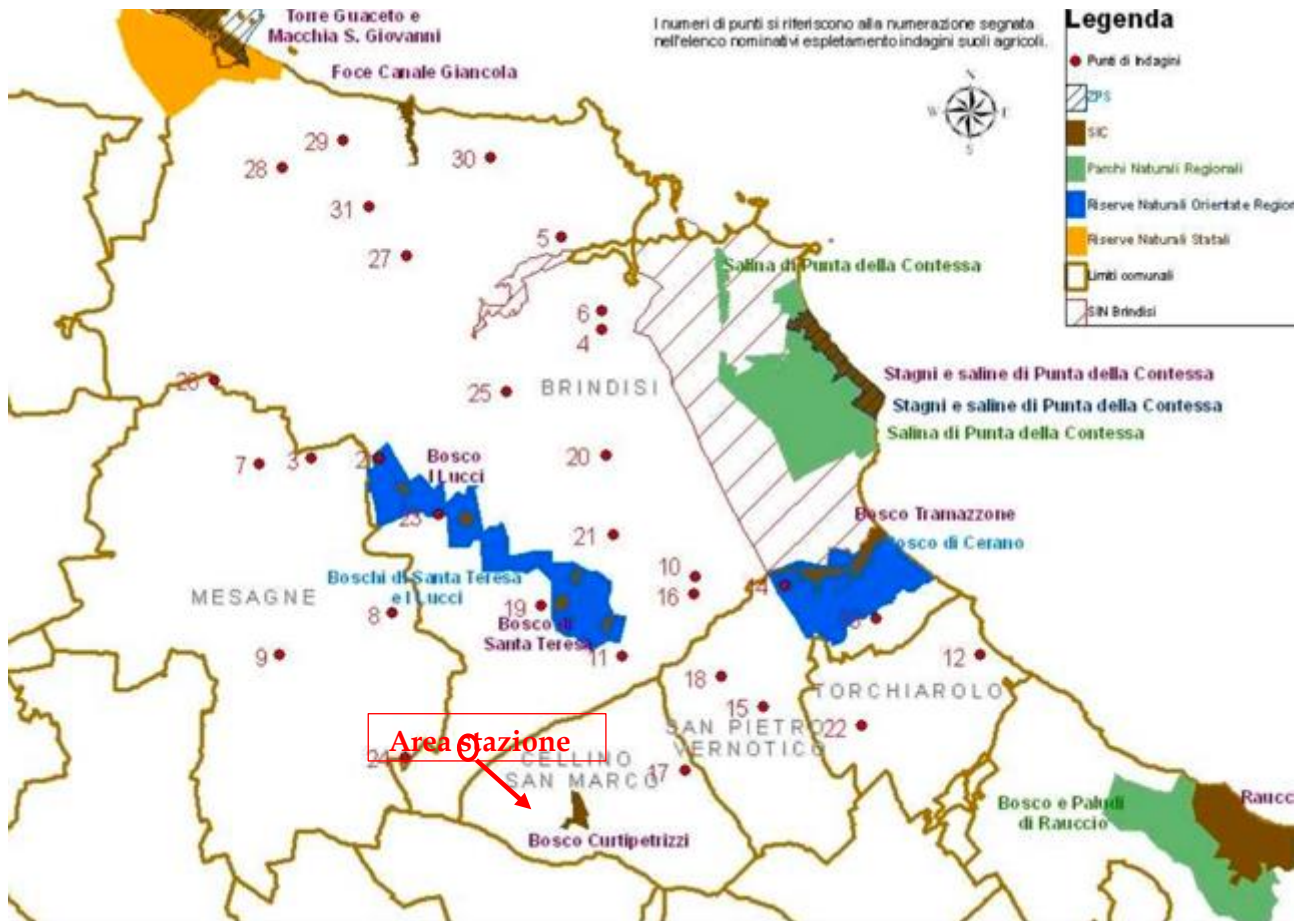 Torre Guaceto e
Macchia S. Giovanni
Foce Canale Giancola
I numeri di punti si riferiscono alla numerazione segnata
nell'elenco nominativi espletamento indagini suoli agricoli.
N
W
E
S
Legenda
Punti di Indagini
ZPS
SIC
Parchi Naturali Regionali
Riserve Naturali Orientate Region
Riserve Naturali Statali
Limiti comunali
SIN Brindisi
29
28
30
31
27
5
Salina di Punta della Contessa
6
4
BRINDISI
25
Stagni e saline di Punta della Contessa
Stagni e saline di Punta della Contessa
Salina di Punta della Contessa
7
3
2
Bosco
I Lucci
20
23
21
Bosco Tramazzone
Bosco di Cerano
10
16
14
MESAGNE
Boschi di Santa Teresa
e I Lucci
8
19
Bosco di
Santa Teresa
11
9
12
18
TORCHIAROLO
15
SAN PIETRO
VERNOTICO
22
Area stazione
24
CELLINO
SAN MARCO
17
Bosco Curtipetrizzi
Bosco e Paludi
di Rauccio
Raucci